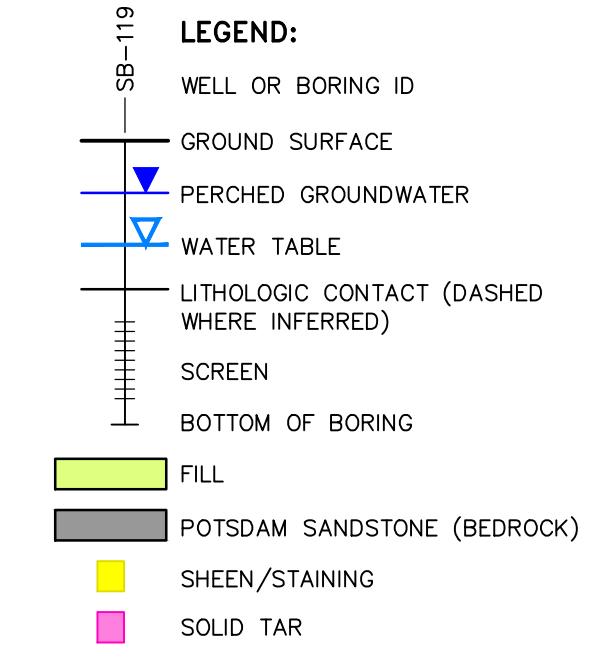 SB-119
LEGEND:
WELL OR BORING ID
GROUND SURFACE
PERCHED GROUNDWATER
WATER TABLE
LITHOLOGIC CONTACT (DASHED
WHERE INFERRED)
SCREEN
BOTTOM OF BORING
FILL
POTSDAM SANDSTONE (BEDROCK)
SHEEN/STAINING
SOLID TAR